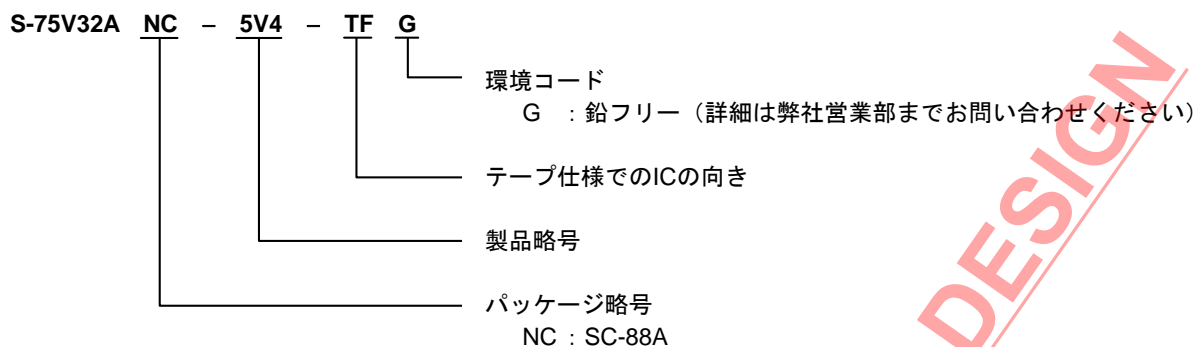 S-75V32A NC – 5V4 – TF G
環境コード
G : 鉛フリー（詳細は弊社営業部までお問い合わせください）
テープ仕様でのICの向き
製品略号
パッケージ略号
NC : SC-88A
DESIGN